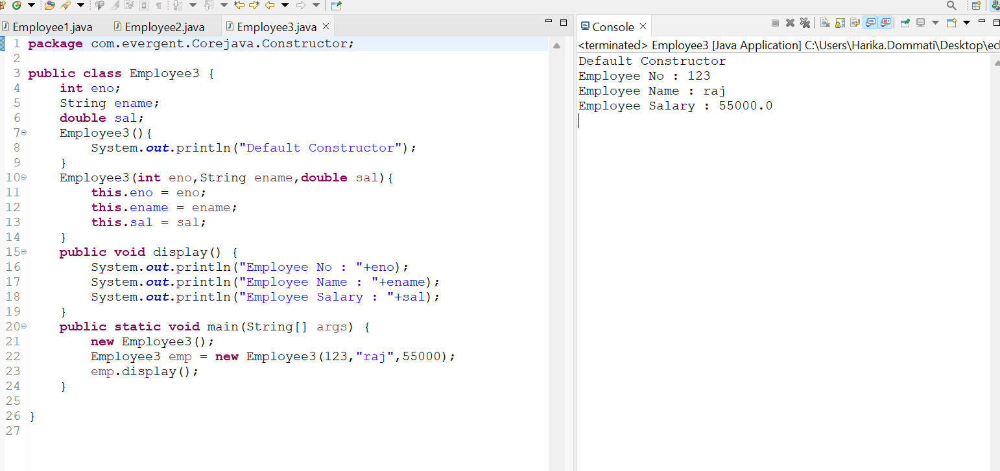 Employee1.java Employee2.java Employee3.java
1 package com.evergent.Corejava.Constructor;
2
3 public class Employee3 {
4     int eno;
5     String ename;
6     double sal;
7     Employee3(){
8         System.out.println("Default Constructor");
9     }
10     Employee3(int eno,String ename,double sal){
11         this.eno = eno;
12         this.ename = ename;
13         this.sal = sal;
14     }
15     public void display() {
16         System.out.println("Employee No : "+eno);
17         System.out.println("Employee Name : "+ename);
18         System.out.println("Employee Salary : "+sal);
19     }
20     public static void main(String[] args) {
21         new Employee3();
22         Employee3 emp = new Employee3(123,"raj",55000);
23         emp.display();
24     }
25
26 }
27
Console
<terminated> Employee3 [Java Application] C:\Users\Harika.Dommati\Desktop\ecl
Default Constructor
Employee No : 123
Employee Name : raj
Employee Salary : 55000.0